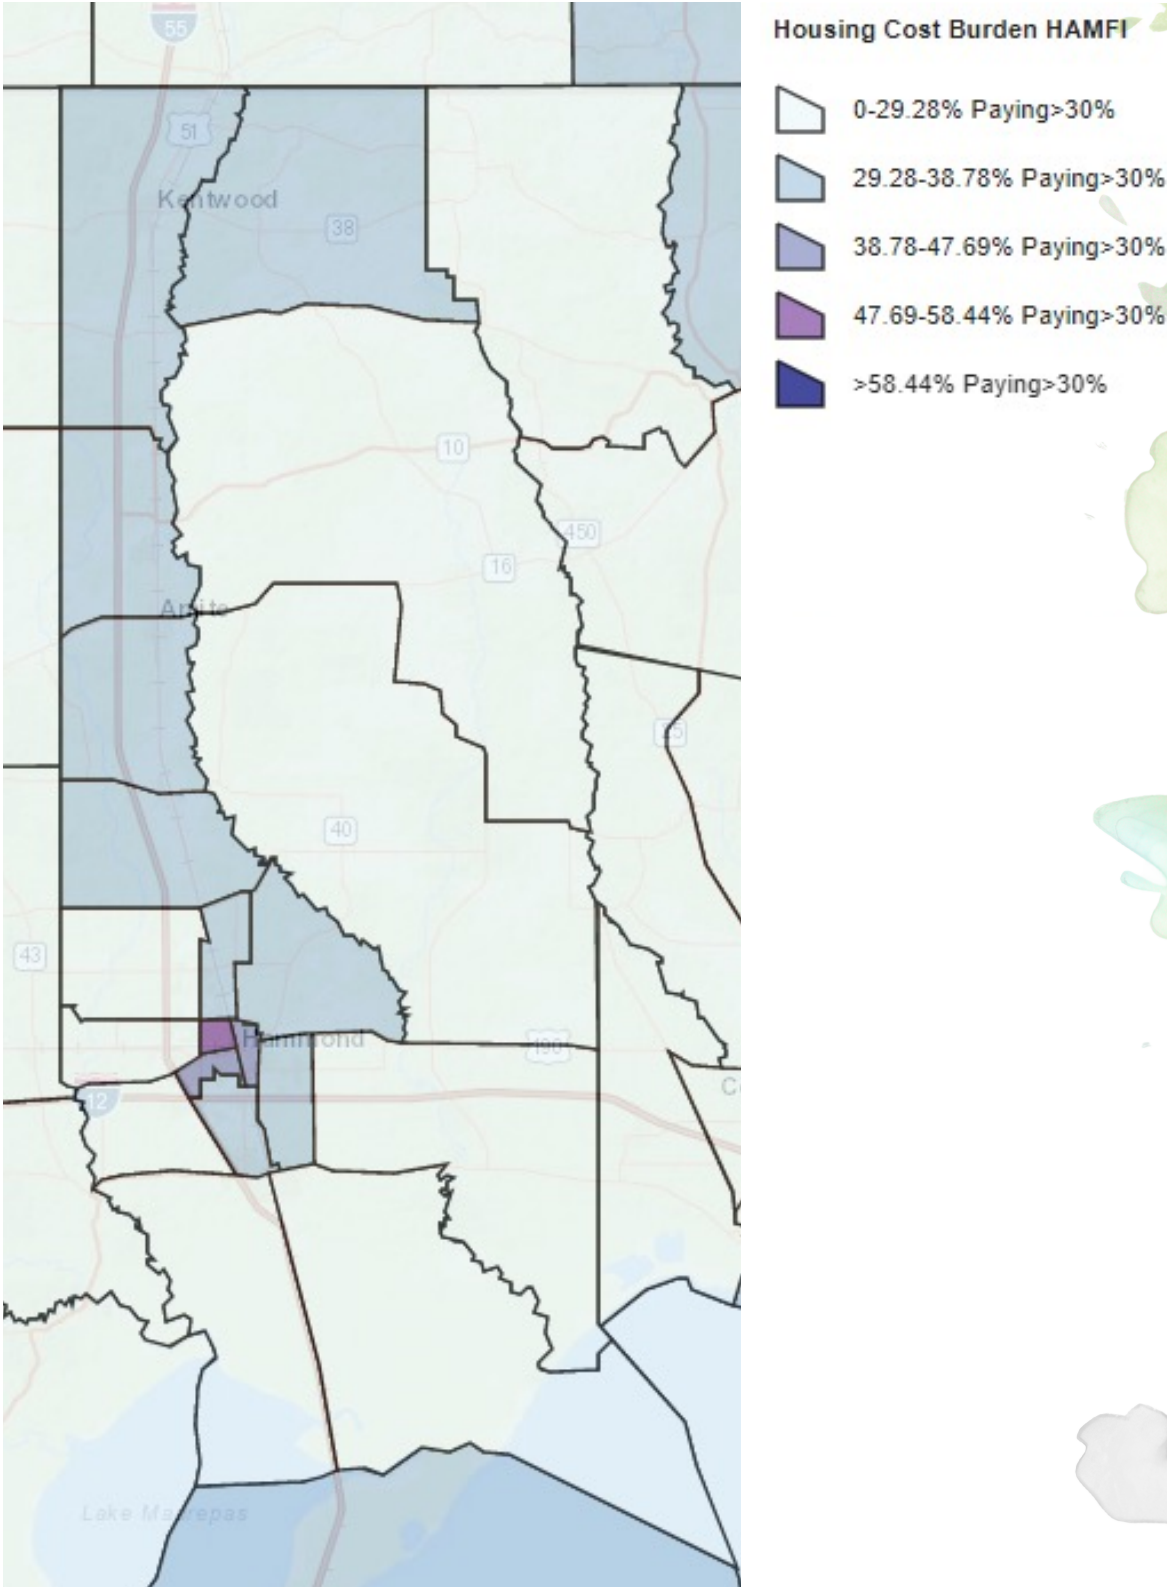 55
51
Kentwood
38
10
450
16
Amite
25
40
43
Hammond
190
12
C
Lake Maurepas
Housing Cost Burden HAMFI
0-29.28% Paying>30%
29.28-38.78% Paying>30%
38.78-47.69% Paying>30%
47.69-58.44% Paying>30%
>58.44% Paying>30%